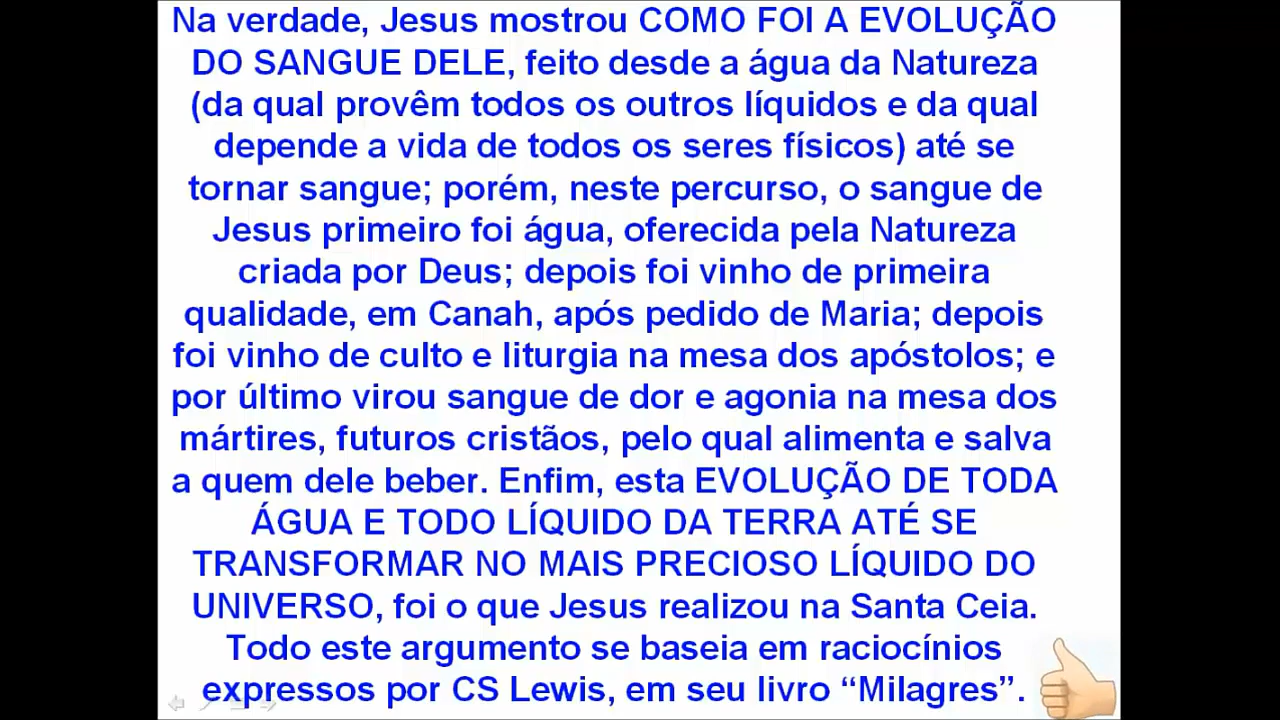 Na verdade, Jesus mostrou COMO FOI A EVOLUÇÃO
DO SANGUE DELE, feito desde a água da Natureza
(da qual provêm todos os outros líquidos e da qual
depende a vida de todos os seres físicos) até se
tornar sangue; porém, neste percurso, o sangue de
Jesus primeiro foi água, oferecida pela Natureza
criada por Deus; depois foi vinho de primeira
qualidade, em Canah, após pedido de Maria; depois
foi vinho de culto e liturgia na mesa dos apóstolos; e
por último virou sangue de dor e agonia na mesa dos
mártires, futuros cristãos, pelo qual alimenta e salva
a quem dele beber. Enfim, esta EVOLUÇÃO DE TODA
ÁGUA E TODO LÍQUIDO DA TERRA ATÉ SE
TRANSFORMAR NO MAIS PRECIOSO LÍQUIDO DO
UNIVERSO, foi o que Jesus realizou na Santa Ceia.
Todo este argumento se baseia em raciocínios
expressos por CS Lewis, em seu livro “Milagres”.